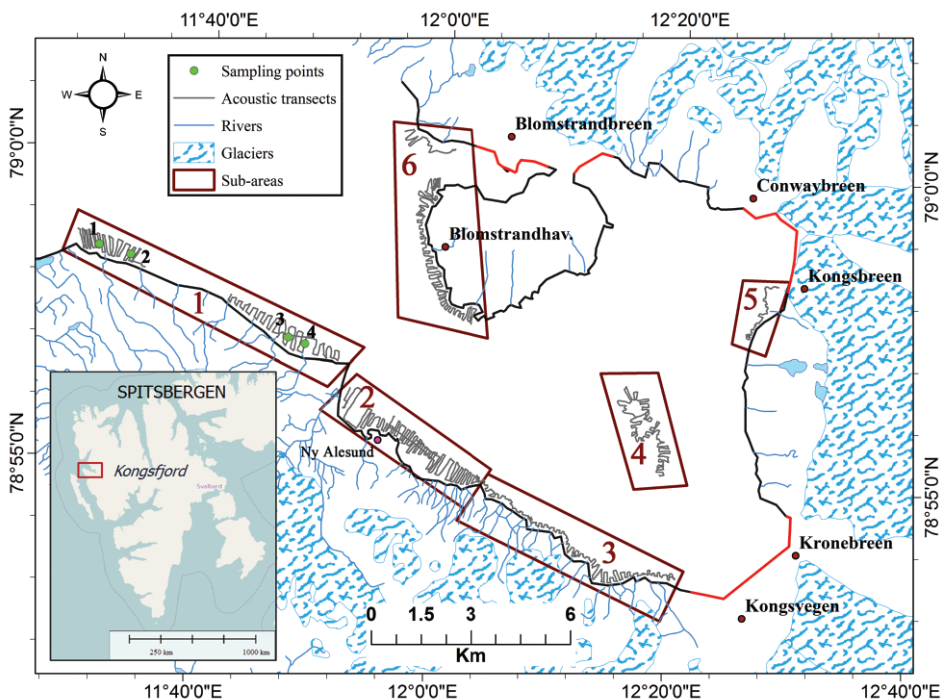 11°40'0"E
12°0'0"E
12°20'0"E
N
W
E
S
Sampling points
Acoustic transects
Rivers
Glaciers
Sub-areas
79°0'0"N
79°0'0"N
Blomstrandbreen
6
Conwaybreen
Blomstrandhav.
1
2
Kongsbreen
5
1
3
4
SPITSBERGEN
Kongsfjord
Svalbard
250 km
1000 km
2
Ny Alesund
4
78°55'0"N
78°55'0"N
3
Kronebreen
Kongsvegen
0
1.5
3
6
Km
11°40'0"E
12°0'0"E
12°20'0"E
12°40'0"E